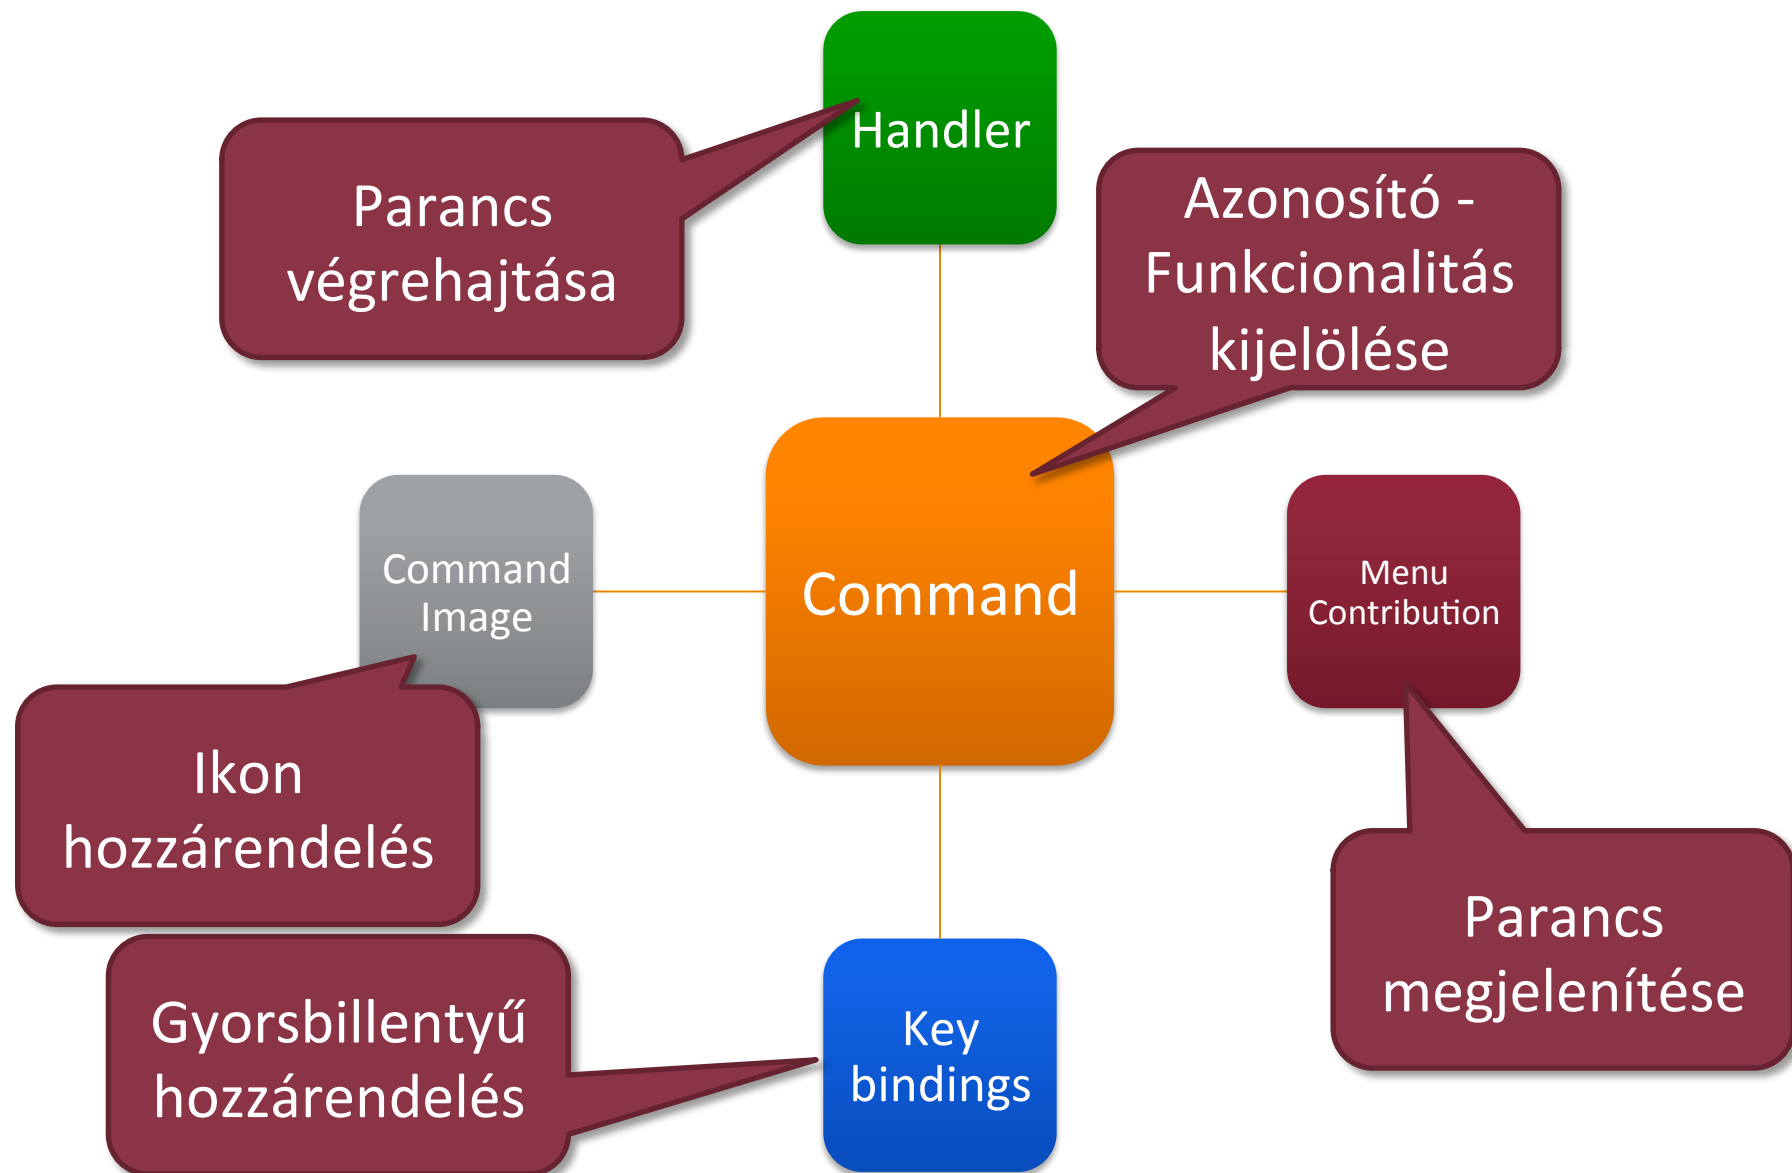 Handler
Parancs
végrehajtása
Azonosító -
Funkcionalitás
kijelölése
Command
Image
Command
Menu
Contribution
Ikon
hozzárendelés
Parancs
megjelenítése
Gyorsbillentyű
hozzárendelés
Key
bindings